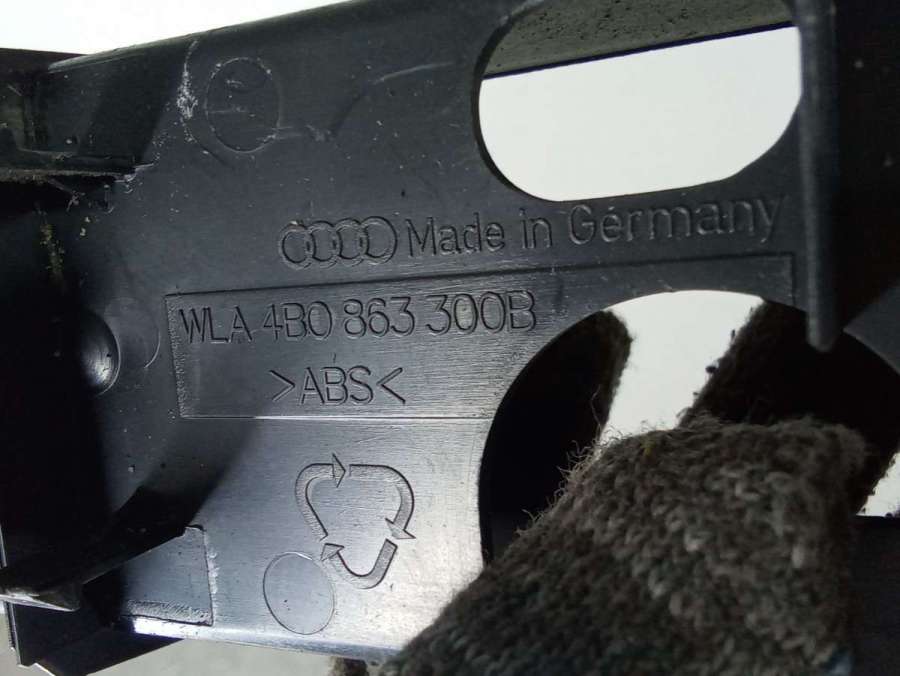 Made in Germany
WLA 4B0 863 300B
>ABS<